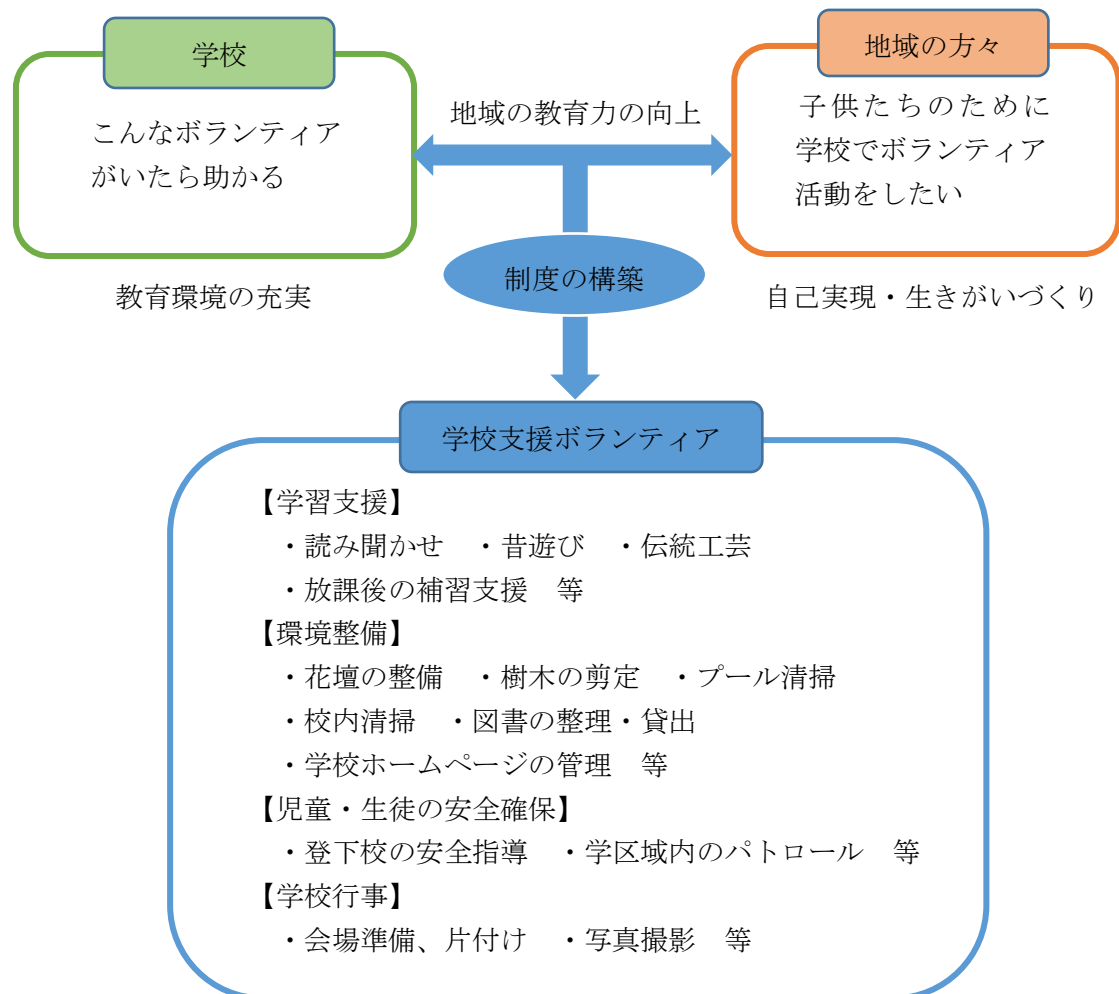 学校
こんなボランティア
がいたら助かる
教育環境の充実
地域の教育力の向上
地域の方々
子供たちのために
学校でボランティア
活動をしたい
自己実現・生きがいづくり
制度の構築
学校支援ボランティア
【学習支援】
・読み聞かせ　・昔遊び　・伝統工芸
・放課後の補習支援　等
【環境整備】
・花壇の整備　・樹木の剪定　・プール清掃
・校内清掃　・図書の整理・貸出
・学校ホームページの管理　等
【児童・生徒の安全確保】
・登下校の安全指導　・学区域内のパトロール　等
【学校行事】
・会場準備、片付け　・写真撮影　等